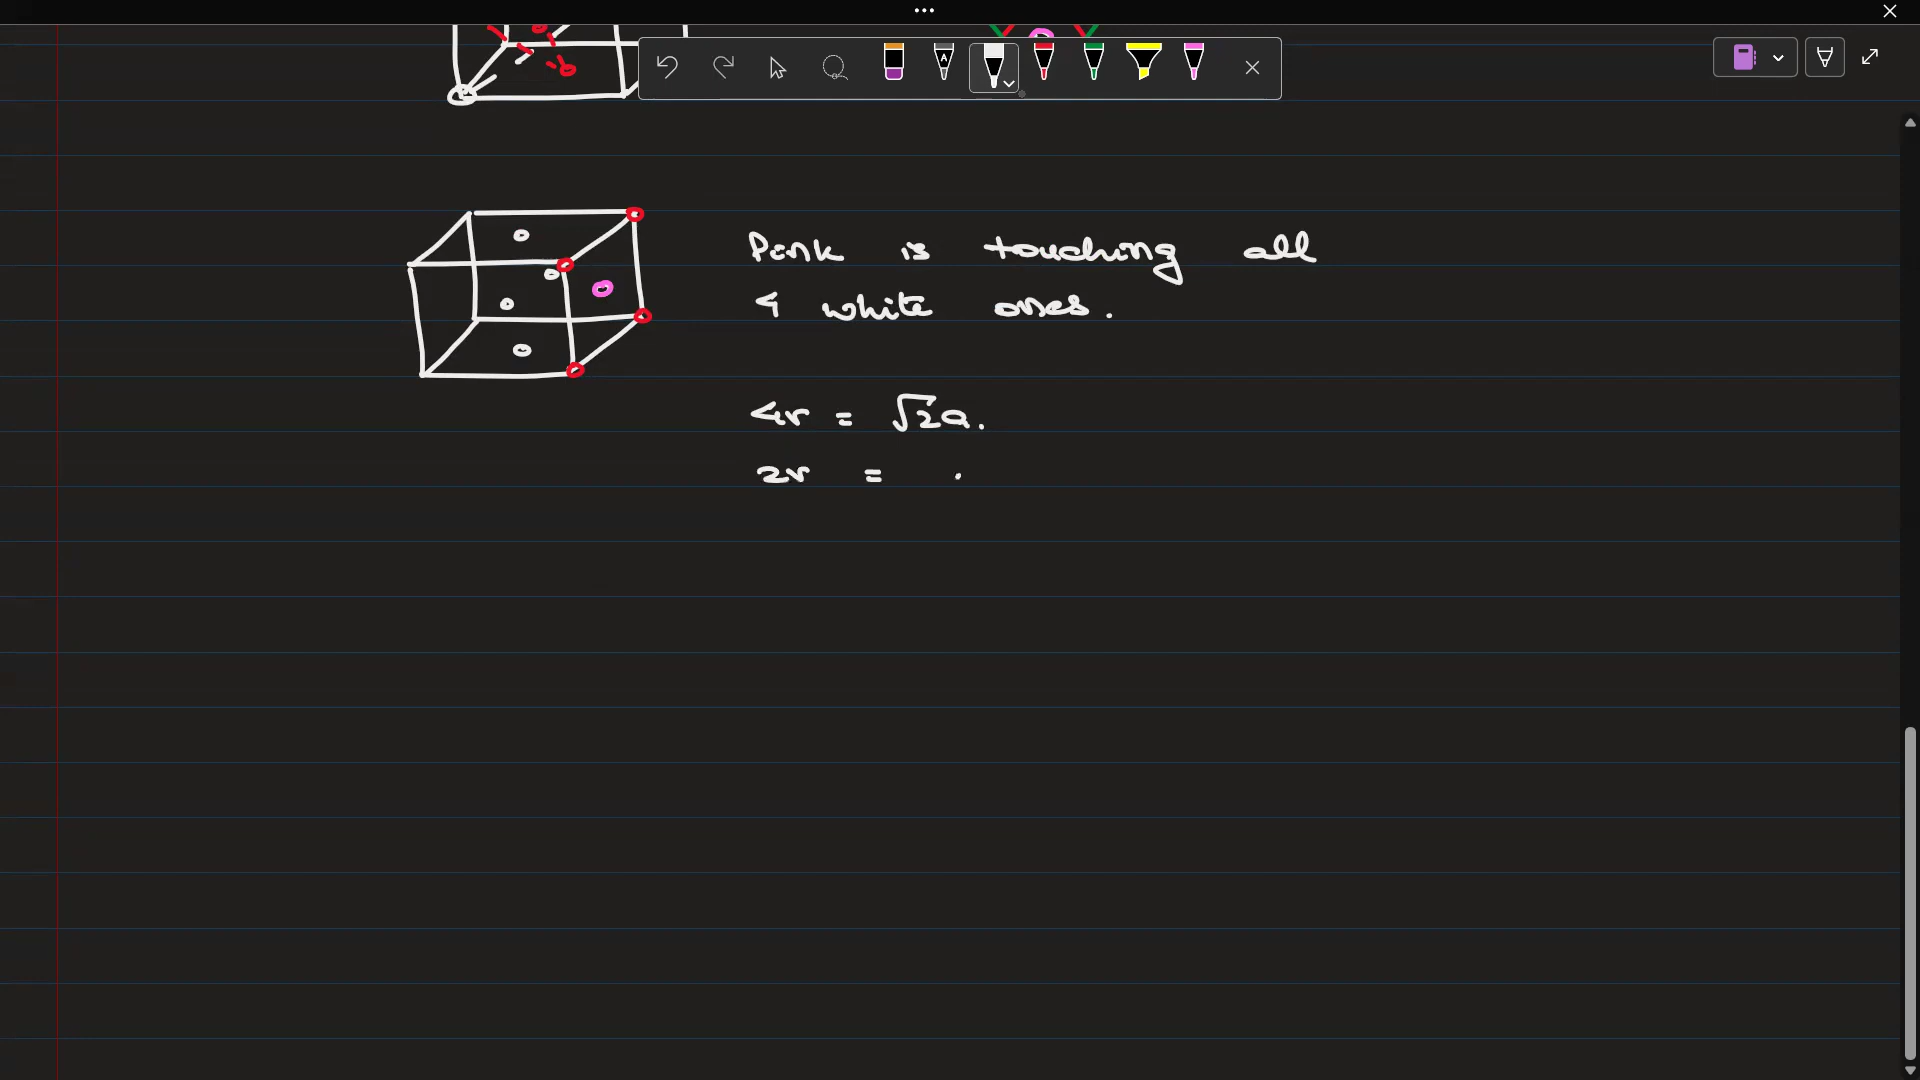 Pink is touching all
4 white ones.
4r = √2a.
2r = .